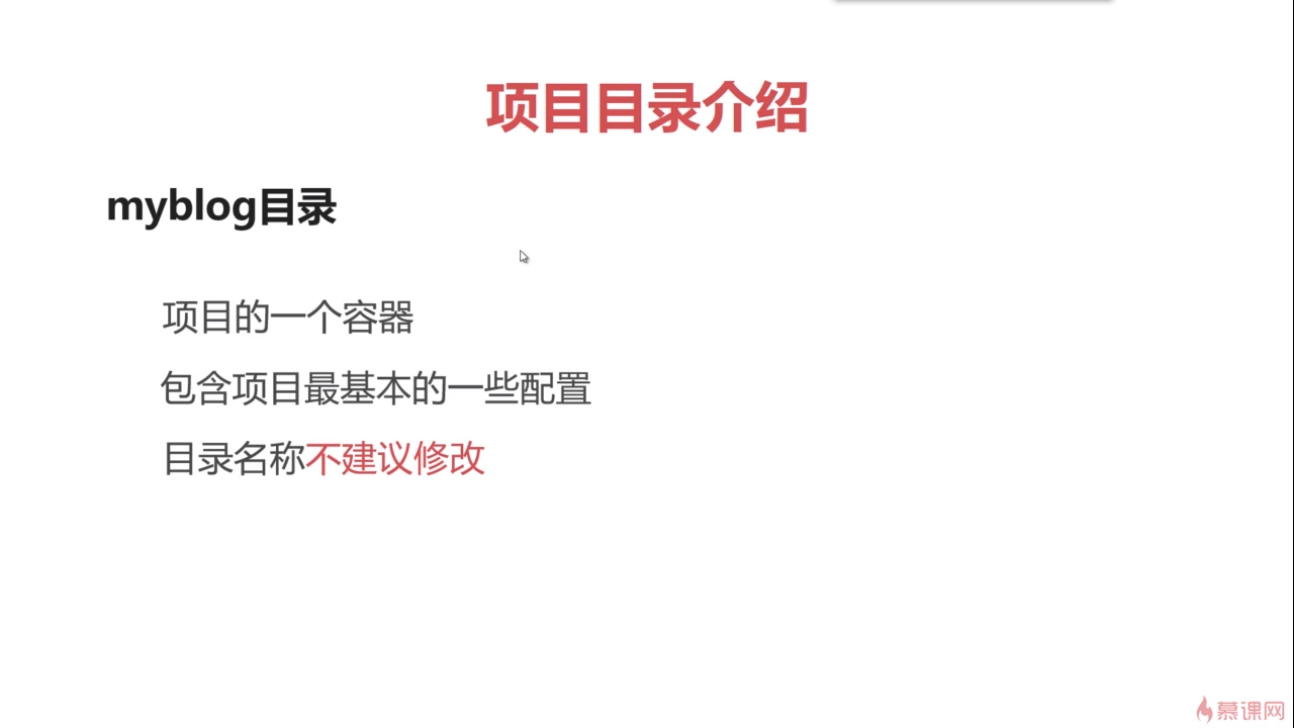 项目目录介绍
myblog目录
项目的一个容器
包含项目最基本的一些配置
目录名称不建议修改
慕课网